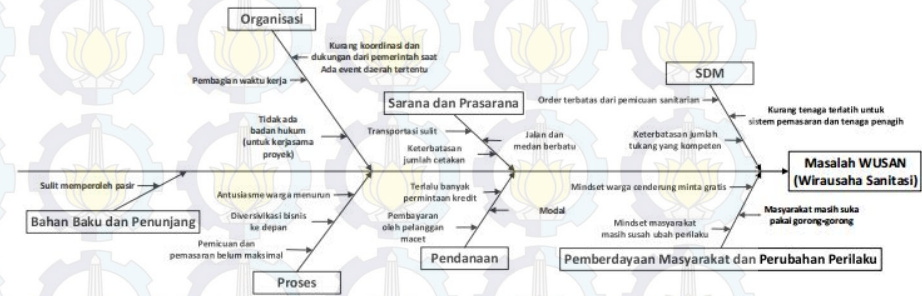 Organisasi
Kurang koordinasi dan
dukungan dari pemerintah saat
Ada event daerah tertentu
Pembagian waktu kerja
Tidak ada
badan hukum
(untuk kerjasama
proyek)
Sarana dan Prasarana
Transportasi sulit
Keterbatasan
jumlah cetakan
Jalan dan
medan berbatu
SDM
Order terbatas dari pemicuan sanitarian
Kurang tenaga terlatih untuk
sistem pemasaran dan tenaga penagih
Keterbatasan jumlah
tukang yang kompeten
Masalah WUSAN
(Wirausaha Sanitasi)
Sulit memperoleh pasir
Bahan Baku dan Penunjang
Antusiasme warga menurun
Diversivikasi bisnis
ke depan
Pemicuan dan
pemasaran belum maksimal
Proses
Terlalu banyak
permintaan kredit
Pembayaran
oleh pelanggan
macet
Modal
Pendanaan
Mindset warga cenderung minta gratis
Mindset masyarakat
masih susah ubah perilaku
Masyarakat masih suka
pakai gorong-gorong
Pemberdayaan Masyarakat dan Perubahan Perilaku